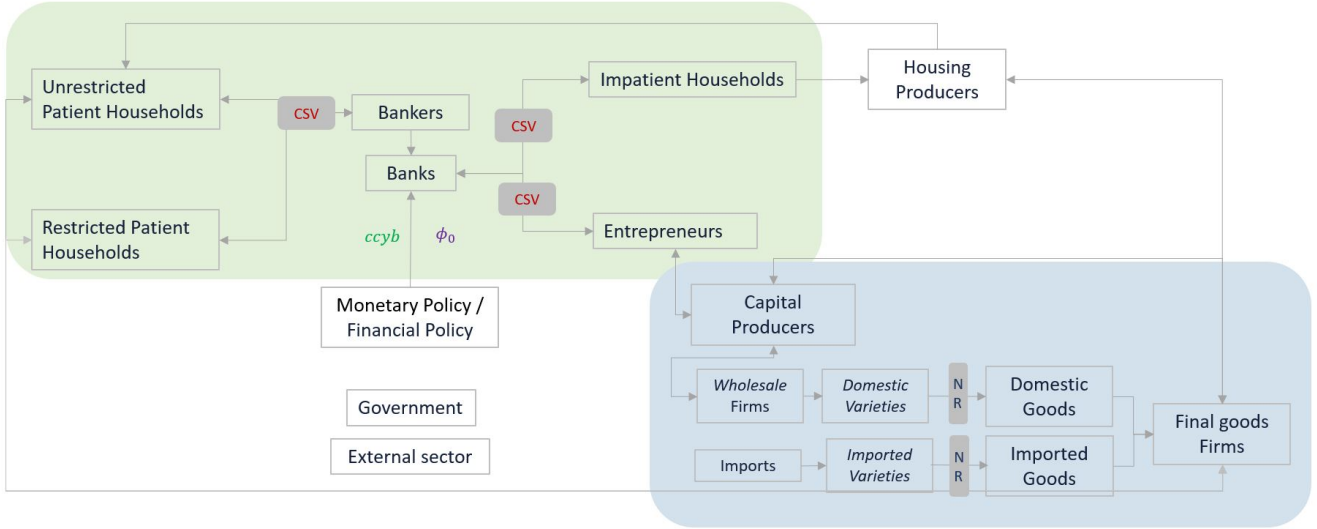 Unrestricted
Patient Households
CSV
Bankers
Banks
CSV
CSV
Impatient Households
Housing
Producers
Restricted Patient
Households
ccyb
ϕ₀
Entrepreneurs
Monetary Policy /
Financial Policy
Capital
Producers
Government
External sector
Wholesale
Firms
Domestic
Varieties
N
R
Domestic
Goods
Final goods
Firms
Imports
Imported
Varieties
N
R
Imported
Goods